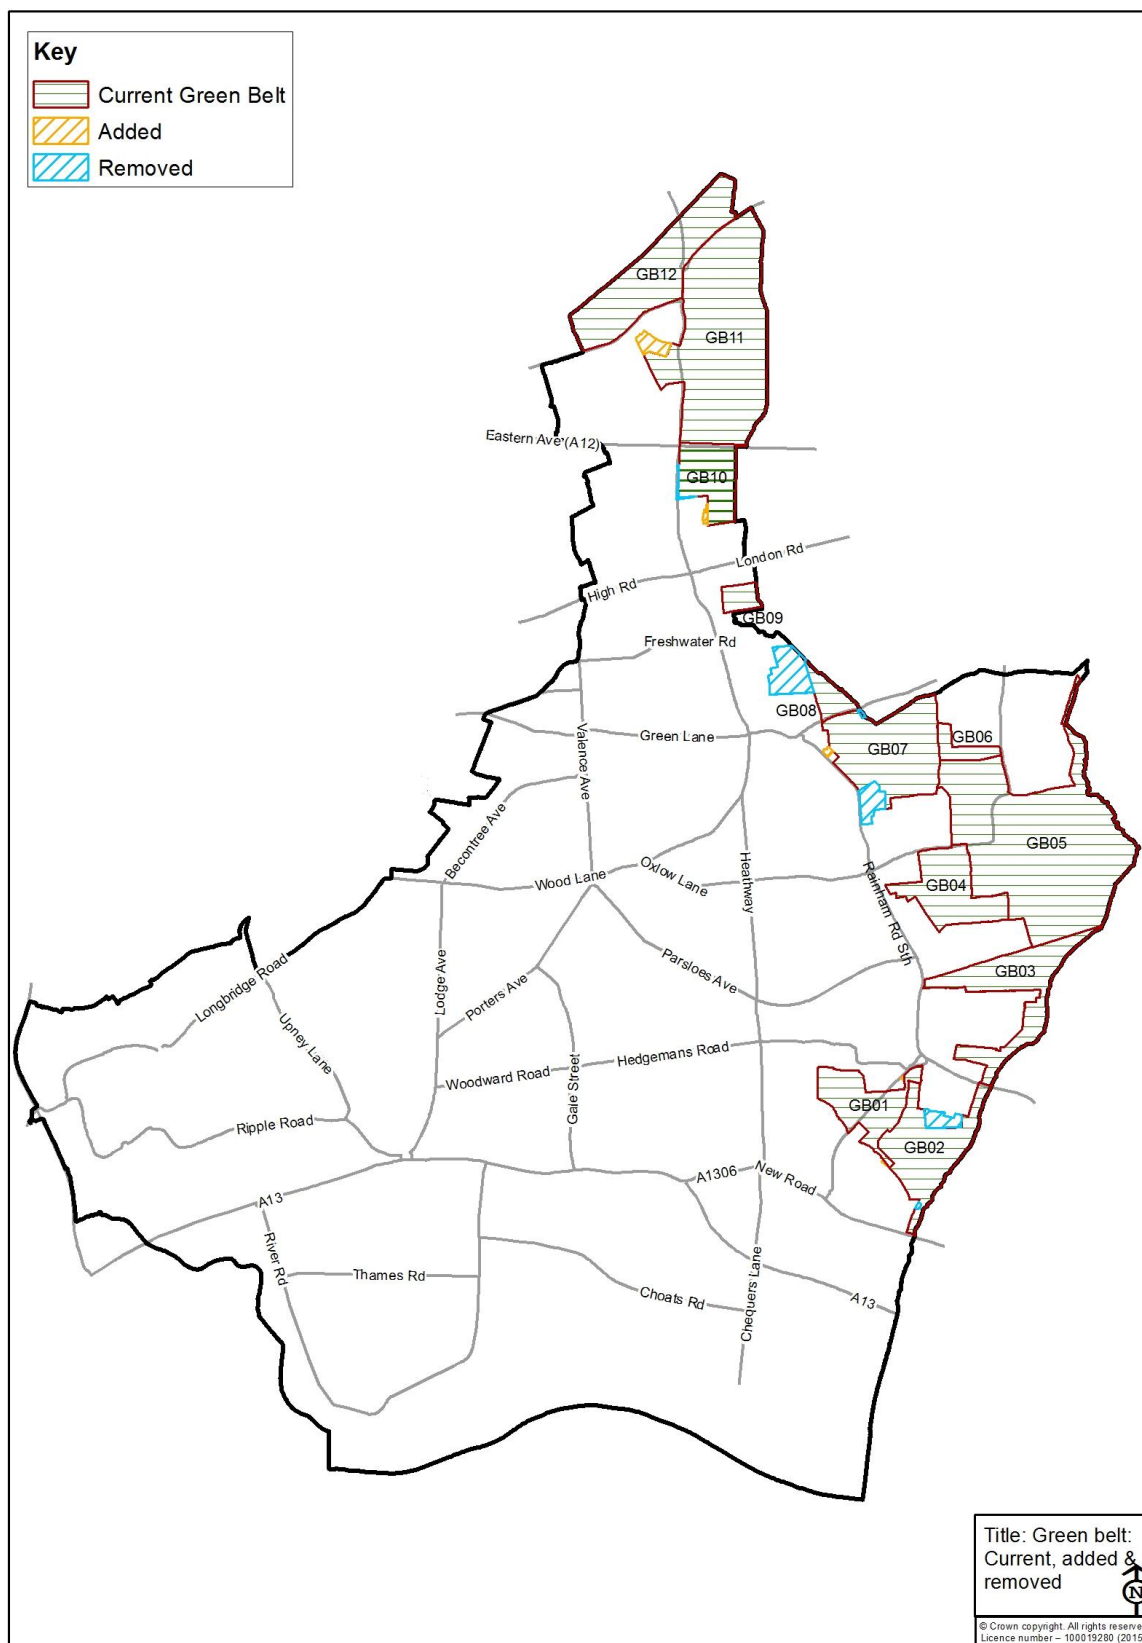 Key
Current Green Belt
Added
Removed
GB12
GB11
Eastern Ave (A12)
GB10
London Rd
High Rd
GB09
Freshwater Rd
GB08
Valence Ave
Green Lane
GB07
GB06
Becontree Ave
GB05
Wood Lane
Oxlow Lane
Heathway
GB04
Rainham Rd Sth
Longbridge Road
Lodge Ave
Porters Ave
Parsloes Ave
GB03
Upney Lane
Woodward Road
Gale Street
Hedgemans Road
GB01
Ripple Road
GB02
A1306
New Road
A13
River Rd
Thames Rd
Choats Rd
Chequers Lane
A13
Title: Green belt:
Current, added &
removed
N
© Crown copyright. All rights reserve
Licence number – 100019280 (2015